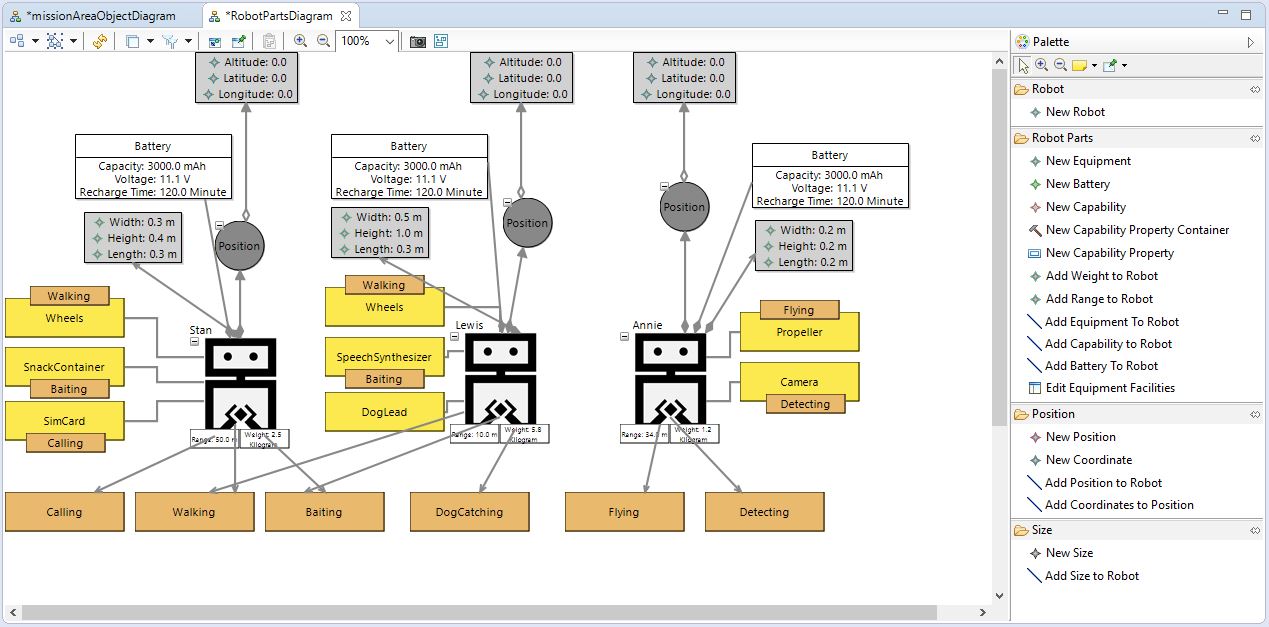 *missionAreaObjectDiagram
*RobotPartsDiagram
100%
Altitude: 0.0
Latitude: 0.0
Longitude: 0.0
Altitude: 0.0
Latitude: 0.0
Longitude: 0.0
Altitude: 0.0
Latitude: 0.0
Longitude: 0.0
Battery
Capacity: 3000.0 mAh
Voltage: 11.1 V
Recharge Time: 120.0 Minute
Battery
Capacity: 3000.0 mAh
Voltage: 11.1 V
Recharge Time: 120.0 Minute
Battery
Capacity: 3000.0 mAh
Voltage: 11.1 V
Recharge Time: 120.0 Minute
Width: 0.3 m
Height: 0.4 m
Length: 0.3 m
Position
Width: 0.5 m
Height: 1.0 m
Length: 0.3 m
Position
Position
Width: 0.2 m
Height: 0.2 m
Length: 0.2 m
Walking
Wheels
SnackContainer
Baiting
SimCard
Calling
Stan
Range: 50.0 m
Weight: 2.5
Kilogram
Walking
Wheels
SpeechSynthesizer
Baiting
DogLead
Lewis
Range: 10.0 m
Weight: 5.8
Kilogram
Annie
Flying
Propeller
Camera
Detecting
Weight: 1.2
Kilogram
Calling
Walking
Baiting
DogCatching
Flying
Detecting
Palette
Robot
New Robot
Robot Parts
New Equipment
New Battery
New Capability
New Capability Property Container
New Capability Property
Add Weight to Robot
Add Range to Robot
Add Equipment To Robot
Add Capability to Robot
Add Battery To Robot
Edit Equipment Facilities
Position
New Position
New Coordinate
Add Position to Robot
Add Coordinates to Position
Size
New Size
Add Size to Robot